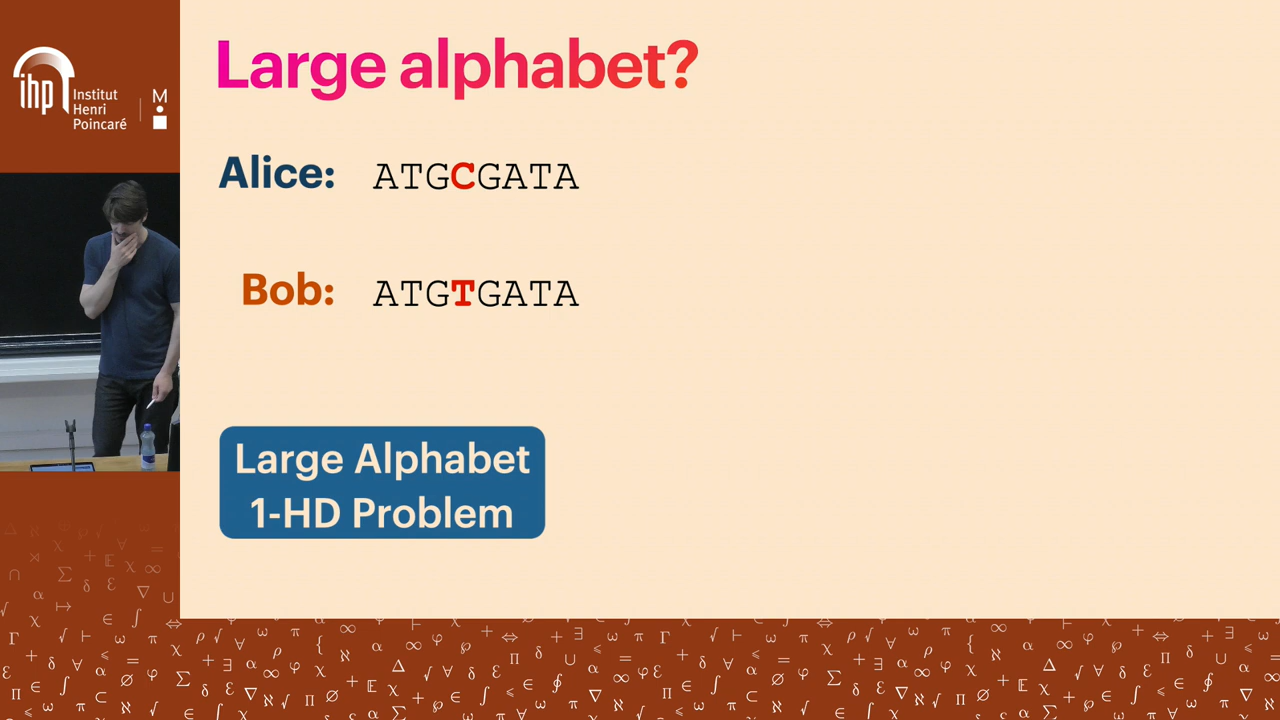 Large alphabet?
Alice: ATGCGATA
Bob: ATGTGATA
Large Alphabet
1-HD Problem
ihp
Institut
Henri
Poincaré
M